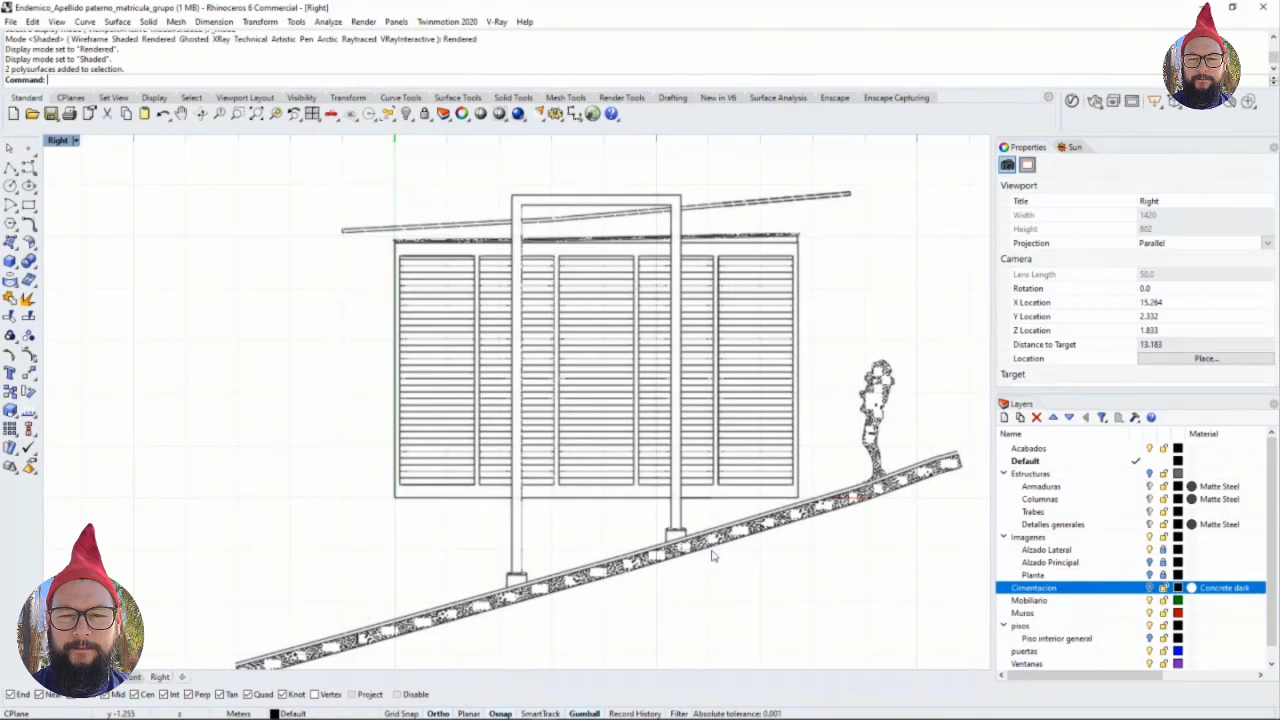 Endemico_Apellido paterno_matricula_grupo (1 MB) - Rhinoceros 6 Commercial - [Right]
File Edit View Curve Surface Solid Mesh Dimension Transform Tools Analyze Render Panels Twinmotion 2020 V-Ray Help
Mode <Shaded> ( Wireframe Shaded Rendered Ghosted XRay Technical Artistic Pen Arctic Raytraced VRayInteractive ): Rendered
Display mode set to "Rendered".
Display mode set to "Shaded".
2 polysurfaces added to selection.
Command:
Standard CPlanes Set View Display Select Viewport Layout Visibility Transform Curve Tools Surface Tools Solid Tools Mesh Tools Render Tools Drafting New in V6 Surface Analysis Enscape Enscape Capturing
Right
Properties Sun
Viewport
Title Right
Width 1420
Height 802
Projection Parallel
Camera
Lens Length 50.0
Rotation 0.0
X Location 15.264
Y Location 2.332
Z Location 1.833
Distance to Target 13.183
Location Place...
Target
Layers
Name Material
Acabados
Default
Estructuras
Armaduras Matte Steel
Columnas Matte Steel
Trabes
Detalles generales Matte Steel
Imagenes
Alzado Lateral
Alzado Principal
Planta
Cimentacion Concrete dark
Mobiliario
Muros
pisos
Piso interior general
puertas
Ventanas
Right
End Mid Cen Int Perp Tan Quad Knot Vertex Project Disable
CPlane y -1.255 z Meters Default Grid Snap Ortho Planar Osnap SmartTrack Gumball Record History Filter Absolute tolerance: 0.001